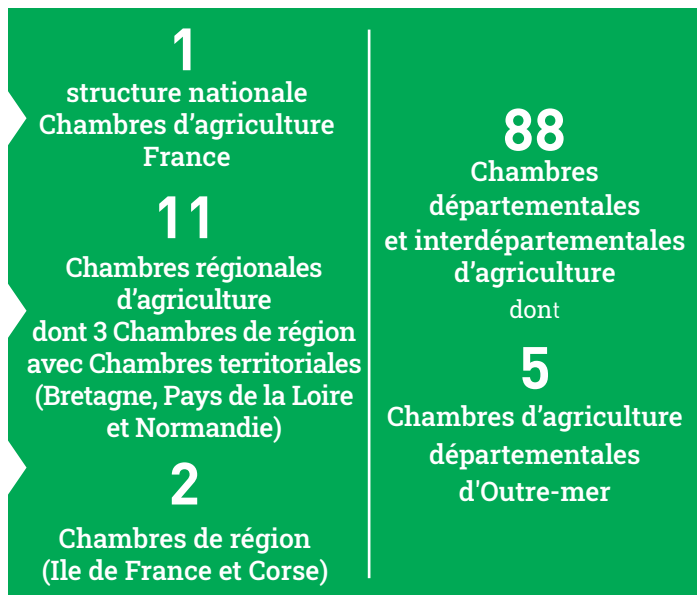 1
structure nationale
Chambres d’agriculture
France
11
Chambres régionales
d’agriculture
dont 3 Chambres de région
avec Chambres territoriales
(Bretagne, Pays de la Loire
et Normandie)
2
Chambres de région
(Ile de France et Corse)
88
Chambres
départementales
et interdépartementales
d’agriculture
dont
5
Chambres d’agriculture
départementales
d'Outre-mer